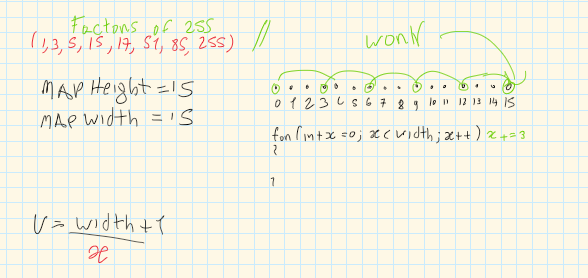 Factors of 255
(1,3,5,15,17,51,85,255)
//
work
MAP Height = 15
MAP width = 15
0 1 2 3 4 5 6 7 8 9 10 11 12 13 14 15
for(int x = 0; x < width; x++) x += 3
{
}
V = width + 1
x